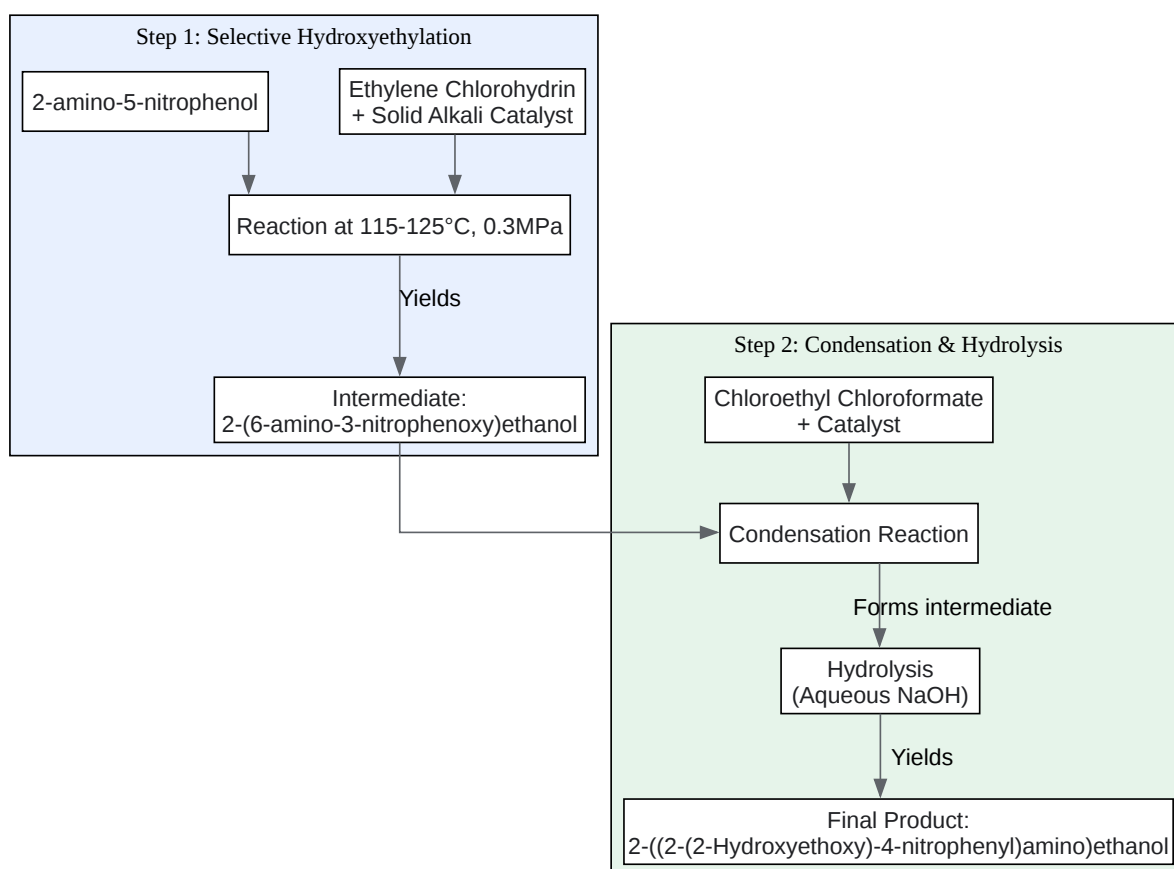 Step 1: Selective Hydroxyethylation
2-amino-5-nitrophenol
Ethylene Chlorohydrin
+ Solid Alkali Catalyst
Reaction at 115-125°C, 0.3MPa
Yields
Intermediate:
2-(6-amino-3-nitrophenoxy)ethanol
Step 2: Condensation & Hydrolysis
Chloroethyl Chloroformate
+ Catalyst
Condensation Reaction
Forms intermediate
Hydrolysis
(Aqueous NaOH)
Yields
Final Product:
2-((2-(2-Hydroxyethoxy)-4-nitrophenyl)amino)ethanol